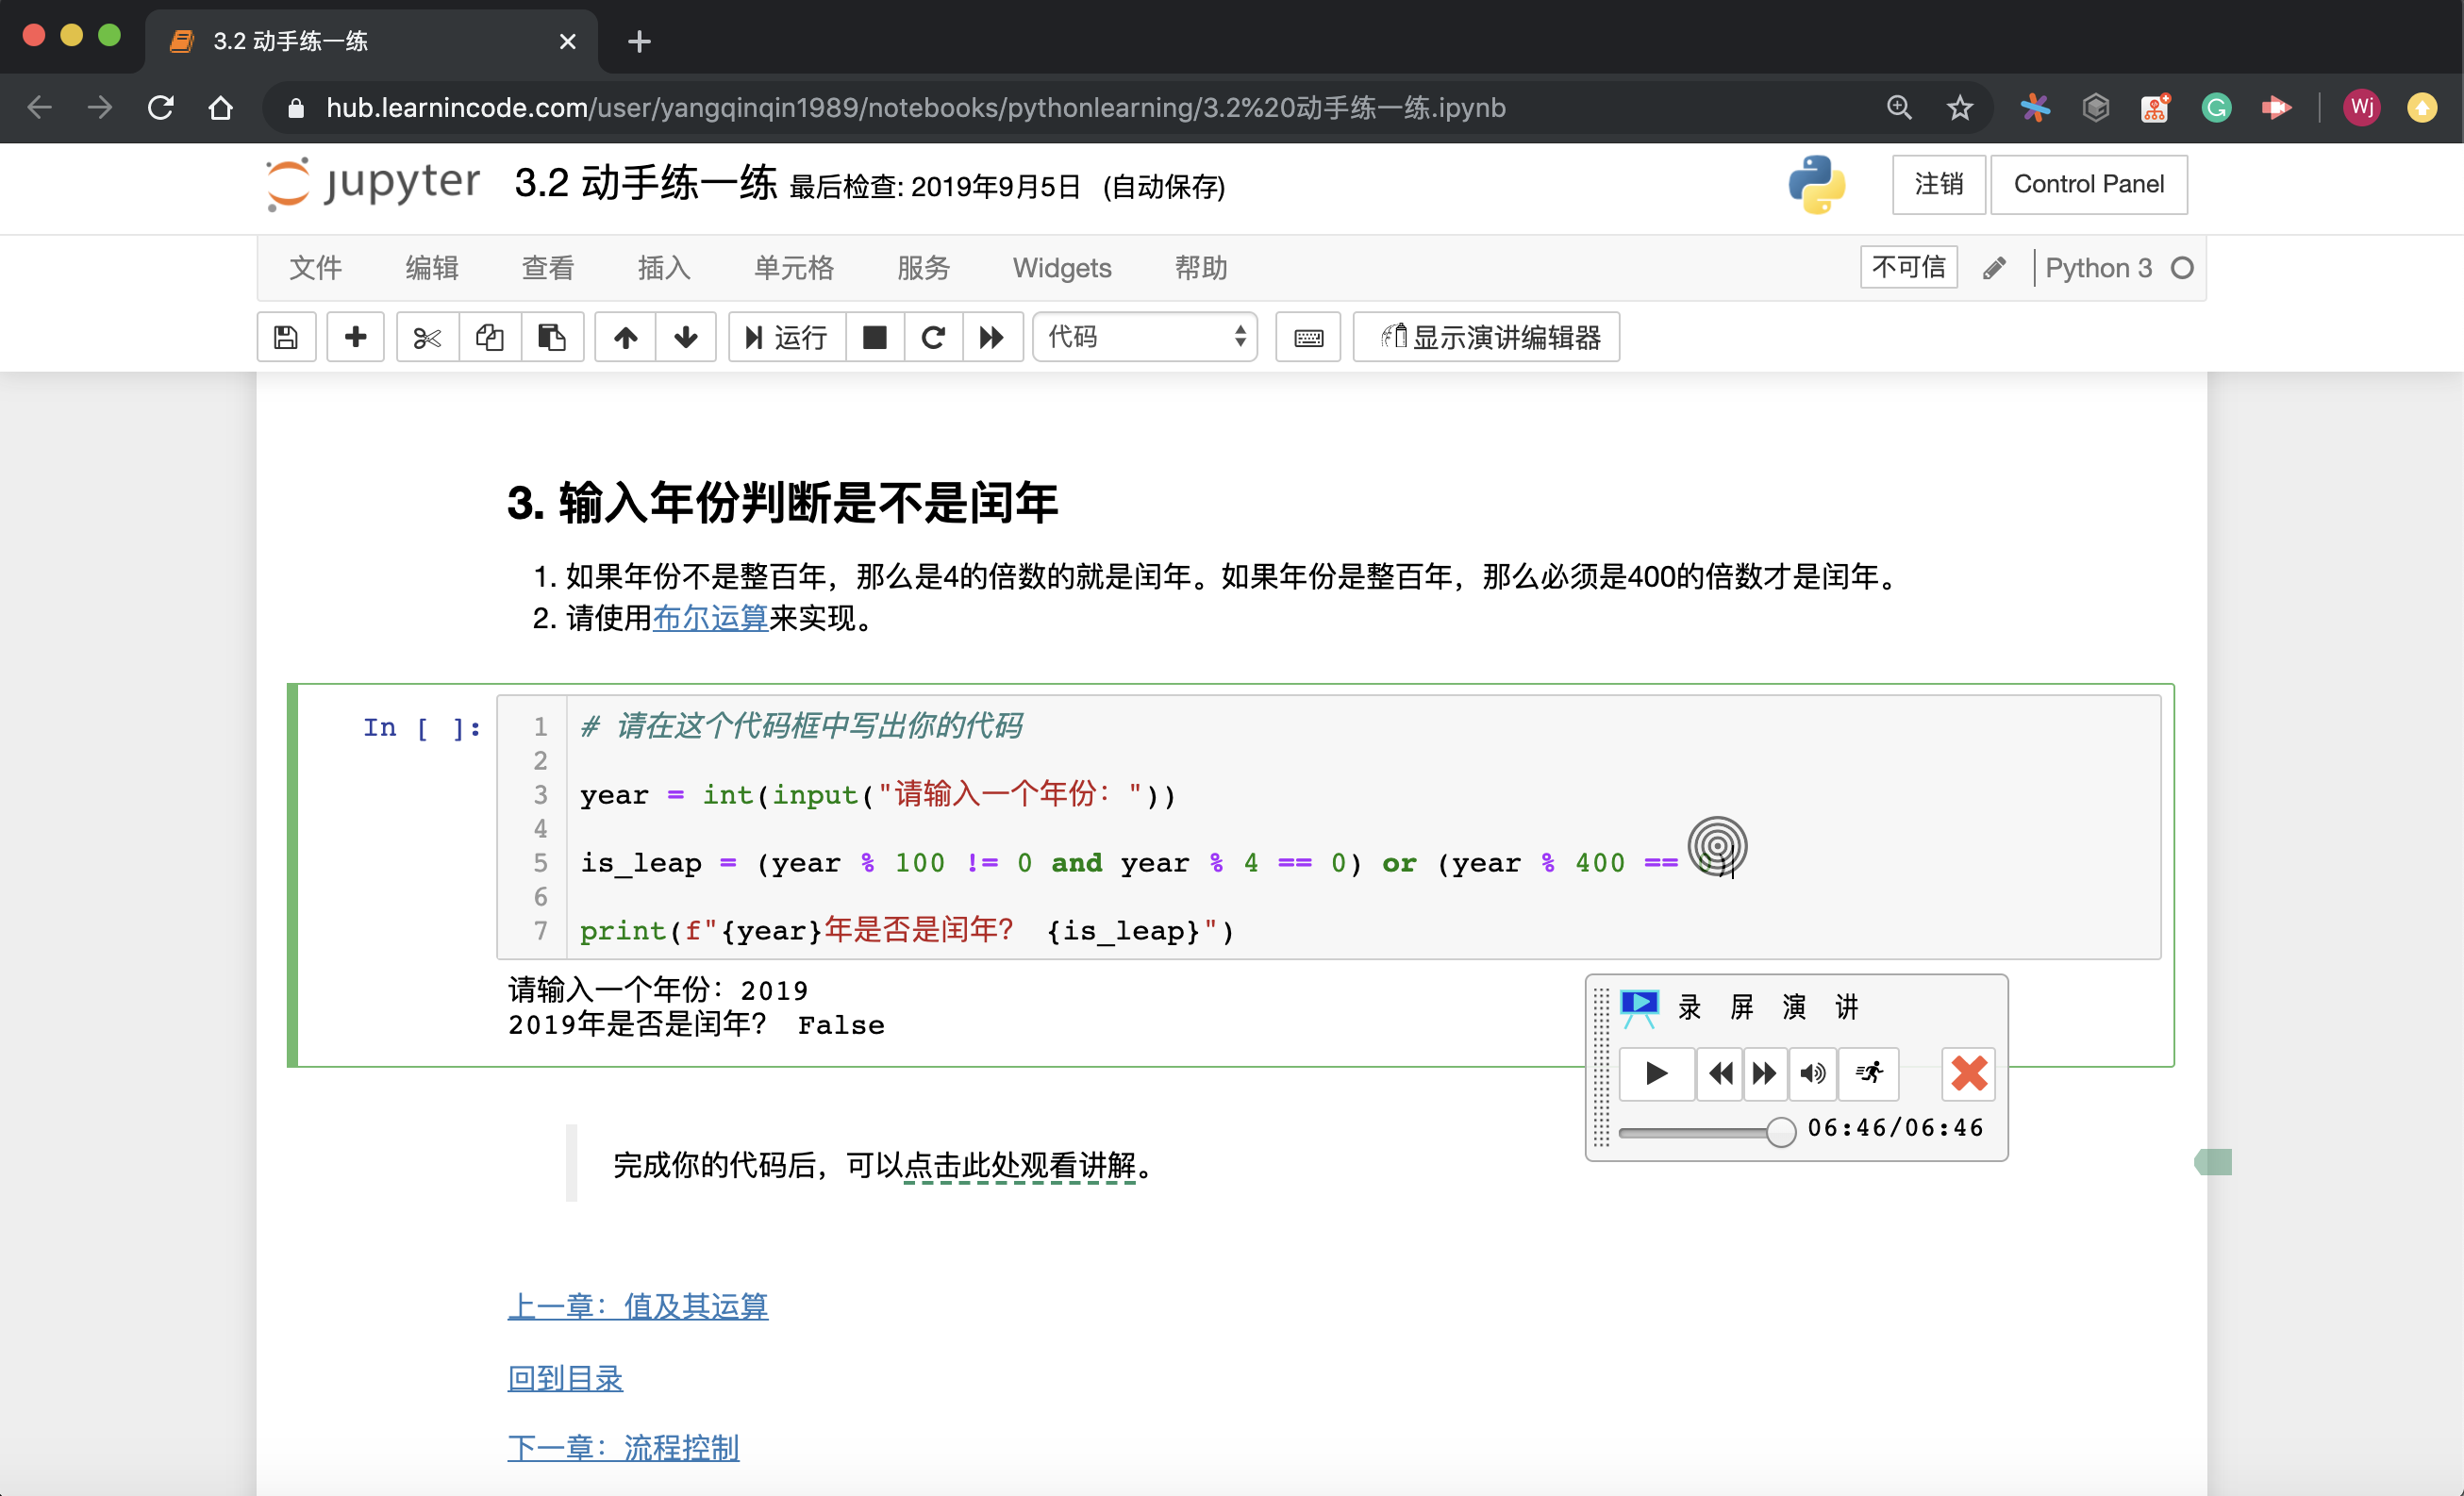 3.2 动手练一练
hub.learnincode.com/user/yangqinqin1989/notebooks/pythonlearning/3.2%20动手练一练.ipynb
Wj
jupyter 3.2 动手练一练 最后检查: 2019年9月5日 (自动保存) 注销 Control Panel
文件 编辑 查看 插入 单元格 服务 Widgets 帮助 不可信 Python 3
运行 代码 显示演讲编辑器
3. 输入年份判断是不是闰年
1. 如果年份不是整百年，那么是4的倍数的就是闰年。如果年份是整百年，那么必须是400的倍数才是闰年。
2. 请使用布尔运算来实现。
In [ ]:
1 # 请在这个代码框中写出你的代码
2
3 year = int(input("请输入一个年份："))
4
5 is_leap = (year % 100 != 0 and year % 4 == 0) or (year % 400 == 0)
6
7 print(f"{year}年是否是闰年？ {is_leap}")
请输入一个年份：2019
2019年是否是闰年？ False
录 屏 演 讲
06:46/06:46
完成你的代码后，可以点击此处观看讲解。
上一章：值及其运算
回到目录
下一章：流程控制